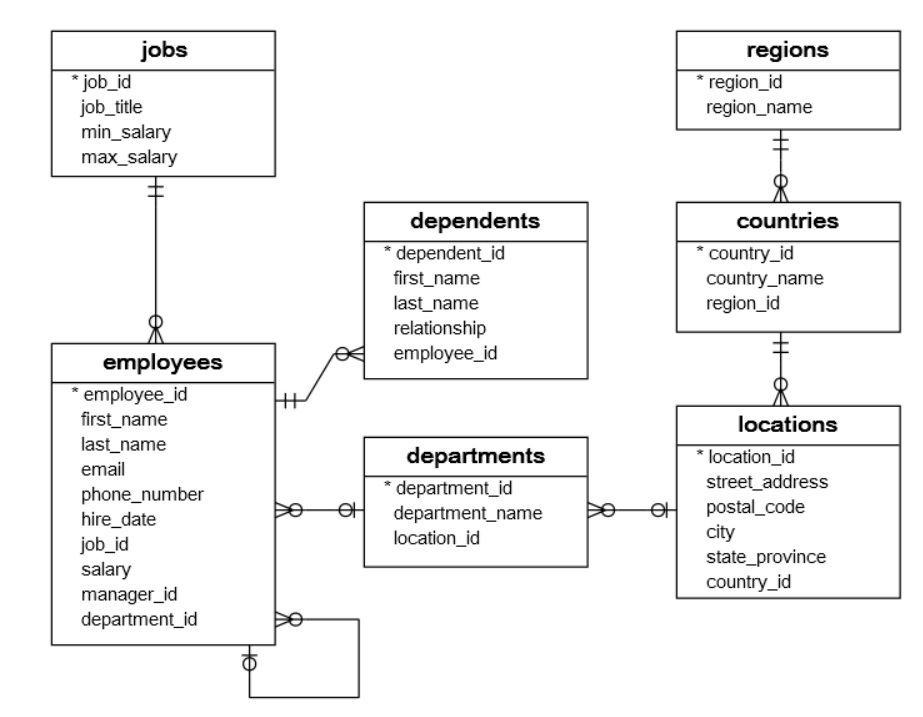 jobs
* job_id
job_title
min_salary
max_salary
regions
* region_id
region_name
dependents
* dependent_id
first_name
last_name
relationship
employee_id
countries
* country_id
country_name
region_id
employees
* employee_id
first_name
last_name
email
phone_number
hire_date
job_id
salary
manager_id
department_id
departments
* department_id
department_name
location_id
locations
* location_id
street_address
postal_code
city
state_province
country_id